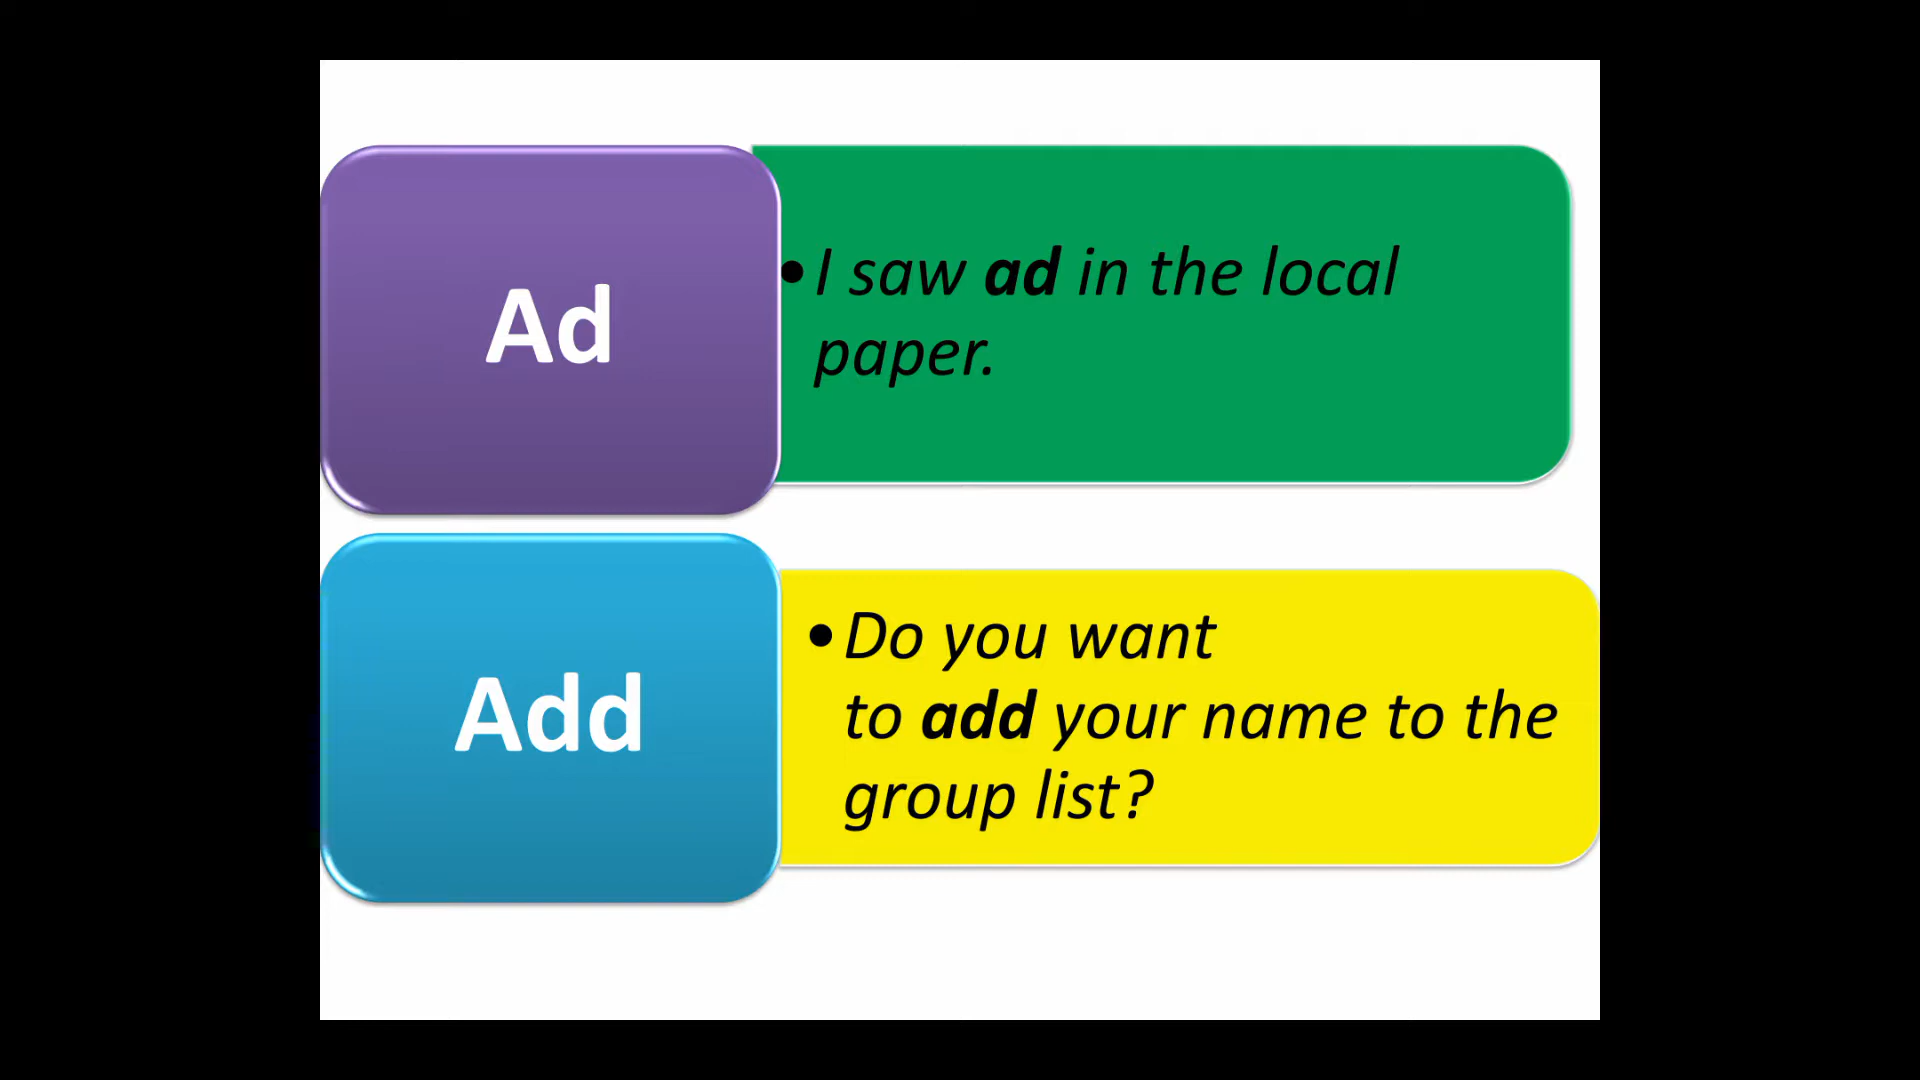 Ad
•I saw ad in the local
paper.
Add
•Do you want
to add your name to the
group list?